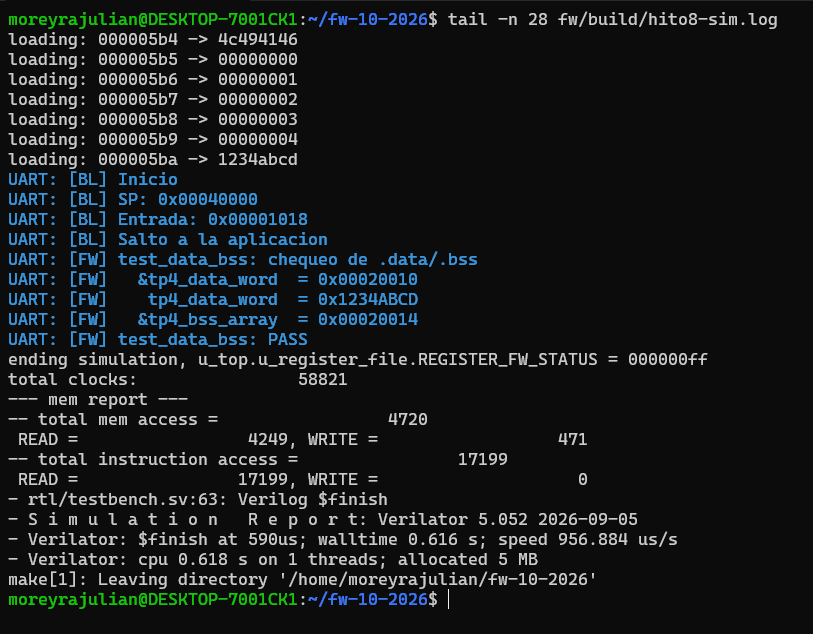 moreyrajulian@DESKTOP-7001CK1:~/fw-10-2026$ tail -n 28 fw/build/hito8-sim.log
loading: 000005b4 -> 4c494146
loading: 000005b5 -> 00000000
loading: 000005b6 -> 00000001
loading: 000005b7 -> 00000002
loading: 000005b8 -> 00000003
loading: 000005b9 -> 00000004
loading: 000005ba -> 1234abcd
UART: [BL] Inicio
UART: [BL] SP: 0x00040000
UART: [BL] Entrada: 0x00001018
UART: [BL] Salto a la aplicacion
UART: [FW] test_data_bss: chequeo de .data/.bss
UART: [FW]   &tp4_data_word  = 0x00020010
UART: [FW]    tp4_data_word  = 0x1234ABCD
UART: [FW]   &tp4_bss_array  = 0x00020014
UART: [FW] test_data_bss: PASS
ending simulation, u_top.u_register_file.REGISTER_FW_STATUS = 000000ff
total clocks:                58821
--- mem report ---
-- total mem access =                 4720
 READ =                 4249, WRITE =                  471
-- total instruction access =                17199
 READ =                17199, WRITE =                    0
- rtl/testbench.sv:63: Verilog $finish
- S i m u l a t i o n   R e p o r t: Verilator 5.052 2026-09-05
- Verilator: $finish at 590us; walltime 0.616 s; speed 956.884 us/s
- Verilator: cpu 0.618 s on 1 threads; allocated 5 MB
make[1]: Leaving directory '/home/moreyrajulian/fw-10-2026'
moreyrajulian@DESKTOP-7001CK1:~/fw-10-2026$